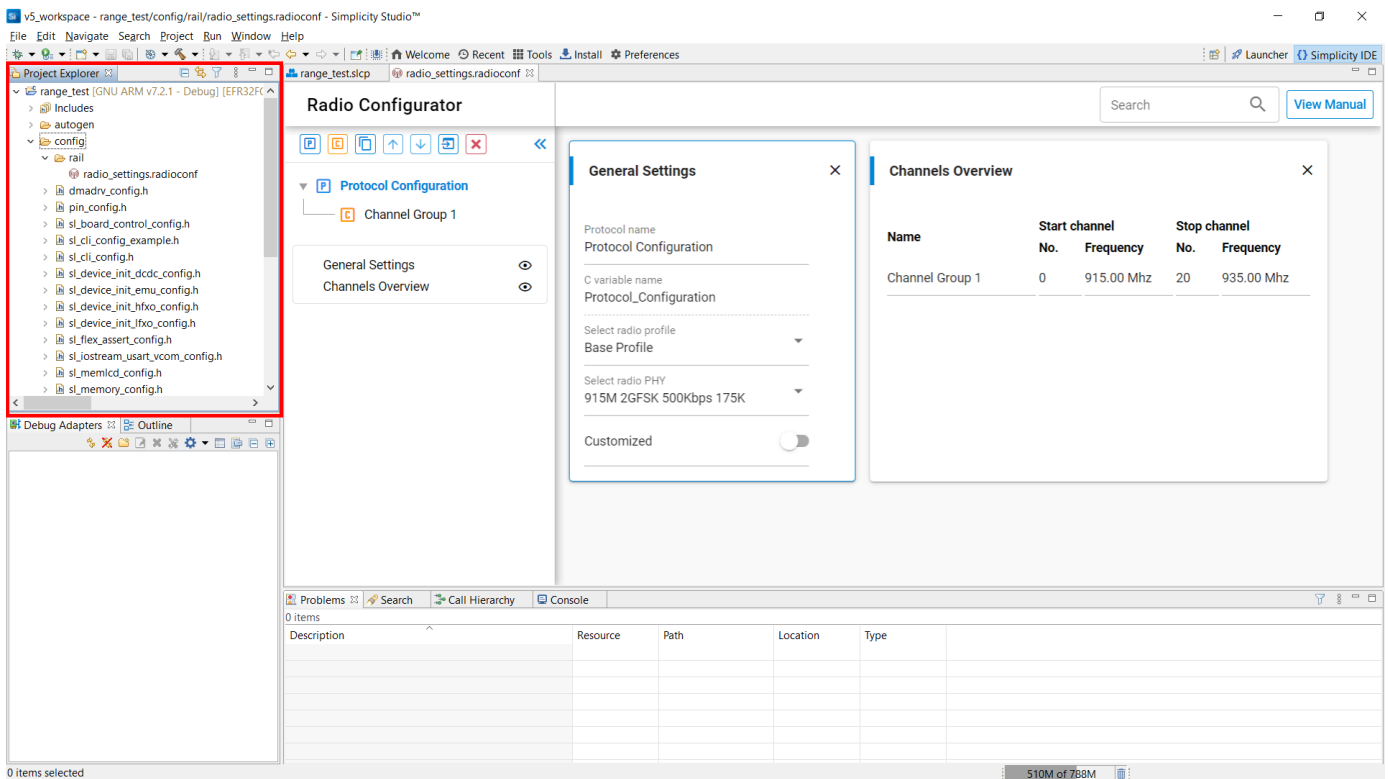 v5_workspace - range_test/config/rail/radio_settings.radioconf - Simplicity Studio™
File Edit Navigate Search Project Run Window Help
Welcome Recent Tools Install Preferences Launcher Simplicity IDE
Project Explorer
range_test [GNU ARM v7.2.1 - Debug] [EFR32F
Includes
autogen
config
rail
radio_settings.radioconf
dmadrv_config.h
pin_config.h
sl_board_control_config.h
sl_cli_config_example.h
sl_cli_config.h
sl_device_init_dcdc_config.h
sl_device_init_emu_config.h
sl_device_init_hfxo_config.h
sl_device_init_lfxo_config.h
sl_flex_assert_config.h
sl_iostream_usart_vcom_config.h
sl_memlcd_config.h
sl_memory_config.h
Debug Adapters Outline
range_test.slcp radio_settings.radioconf
Radio Configurator
Search
View Manual
Protocol Configuration
Channel Group 1
General Settings
Channels Overview
General Settings
Protocol name
Protocol Configuration
C variable name
Protocol_Configuration
Select radio profile
Base Profile
Select radio PHY
915M 2GFSK 500Kbps 175K
Customized
Channels Overview
Start channel Stop channel
Name No. Frequency No. Frequency
Channel Group 1 0 915.00 Mhz 20 935.00 Mhz
Problems Search Call Hierarchy Console
0 items
Description Resource Path Location Type
0 items selected
510M of 788M